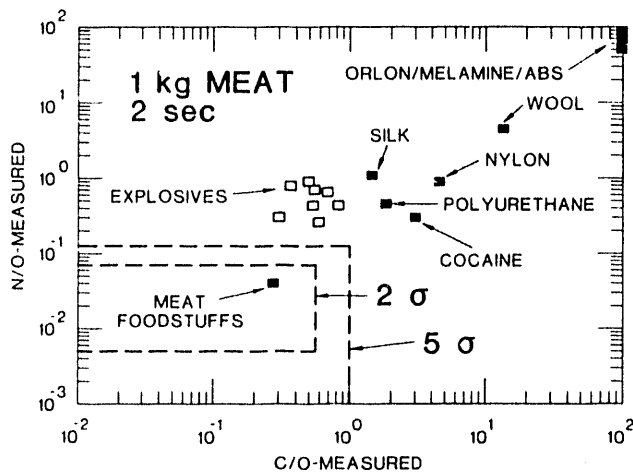 1 kg MEAT
2 sec
ORLON/MELAMINE/ABS
WOOL
SILK
NYLON
EXPLOSIVES
POLYURETHANE
COCAINE
MEAT
FOODSTUFFS
2 σ
5 σ
N/O-MEASURED
10²
10¹
10⁰
10⁻¹
10⁻²
10⁻³
10⁻² 10⁻¹ 10⁰ 10¹ 10²
C/O-MEASURED